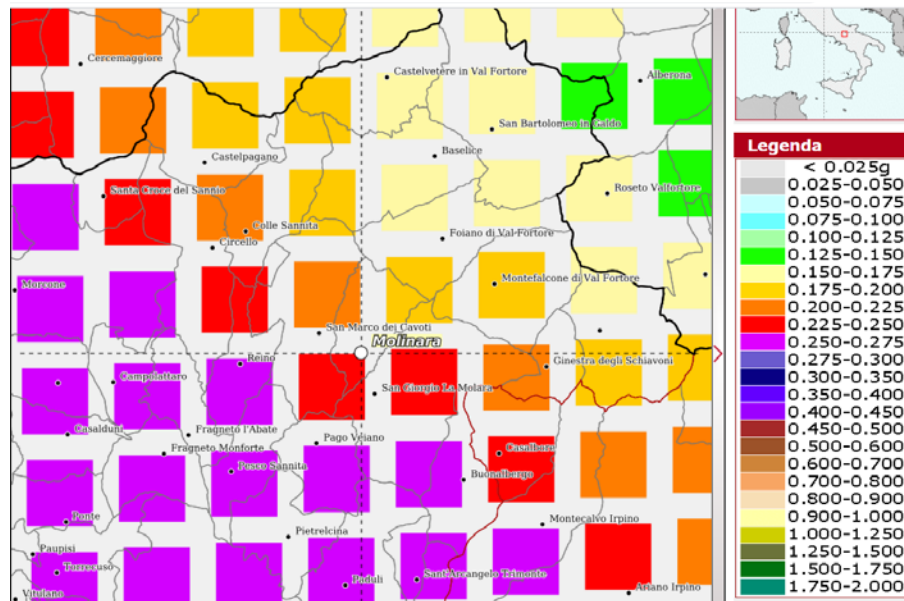 Cercemaggiore
Castelvetere in Val Fortore
Alberona
San Bartolomeo in Galdo
Castelpagano
Baselice
Santa Croce del Sannio
Roseto Valfortore
Colle Sannita
Circello
Foiano di Val Fortore
Morcone
Montefalcone di Val Fortore
San Marco dei Cavoti
Molinara
Reino
Ginestra degli Schiavoni
Campolattaro
San Giorgio La Molara
Casalduni
Fragneto l'Abate
Pago Veiano
Fragneto Monforte
Casalbore
Pesco Sannita
Buonalbergo
Ponte
Montecalvo Irpino
Pietrelcina
Paupisi
Torrecuso
Sant'Arcangelo Trimonte
Paduli
Vitulano
Ariano Irpino
Legenda
< 0.025g
0.025-0.050
0.050-0.075
0.075-0.100
0.100-0.125
0.125-0.150
0.150-0.175
0.175-0.200
0.200-0.225
0.225-0.250
0.250-0.275
0.275-0.300
0.300-0.350
0.350-0.400
0.400-0.450
0.450-0.500
0.500-0.600
0.600-0.700
0.700-0.800
0.800-0.900
0.900-1.000
1.000-1.250
1.250-1.500
1.500-1.750
1.750-2.000